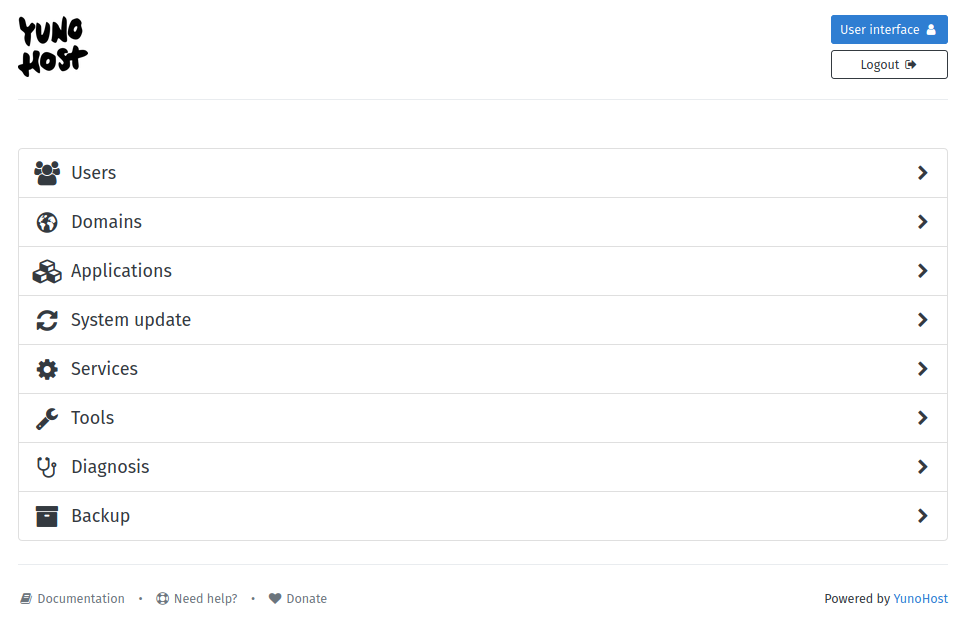 YUNO
HOST
User interface
Logout
Users
Domains
Applications
System update
Services
Tools
Diagnosis
Backup
Documentation • Need help? • Donate
Powered by YunoHost